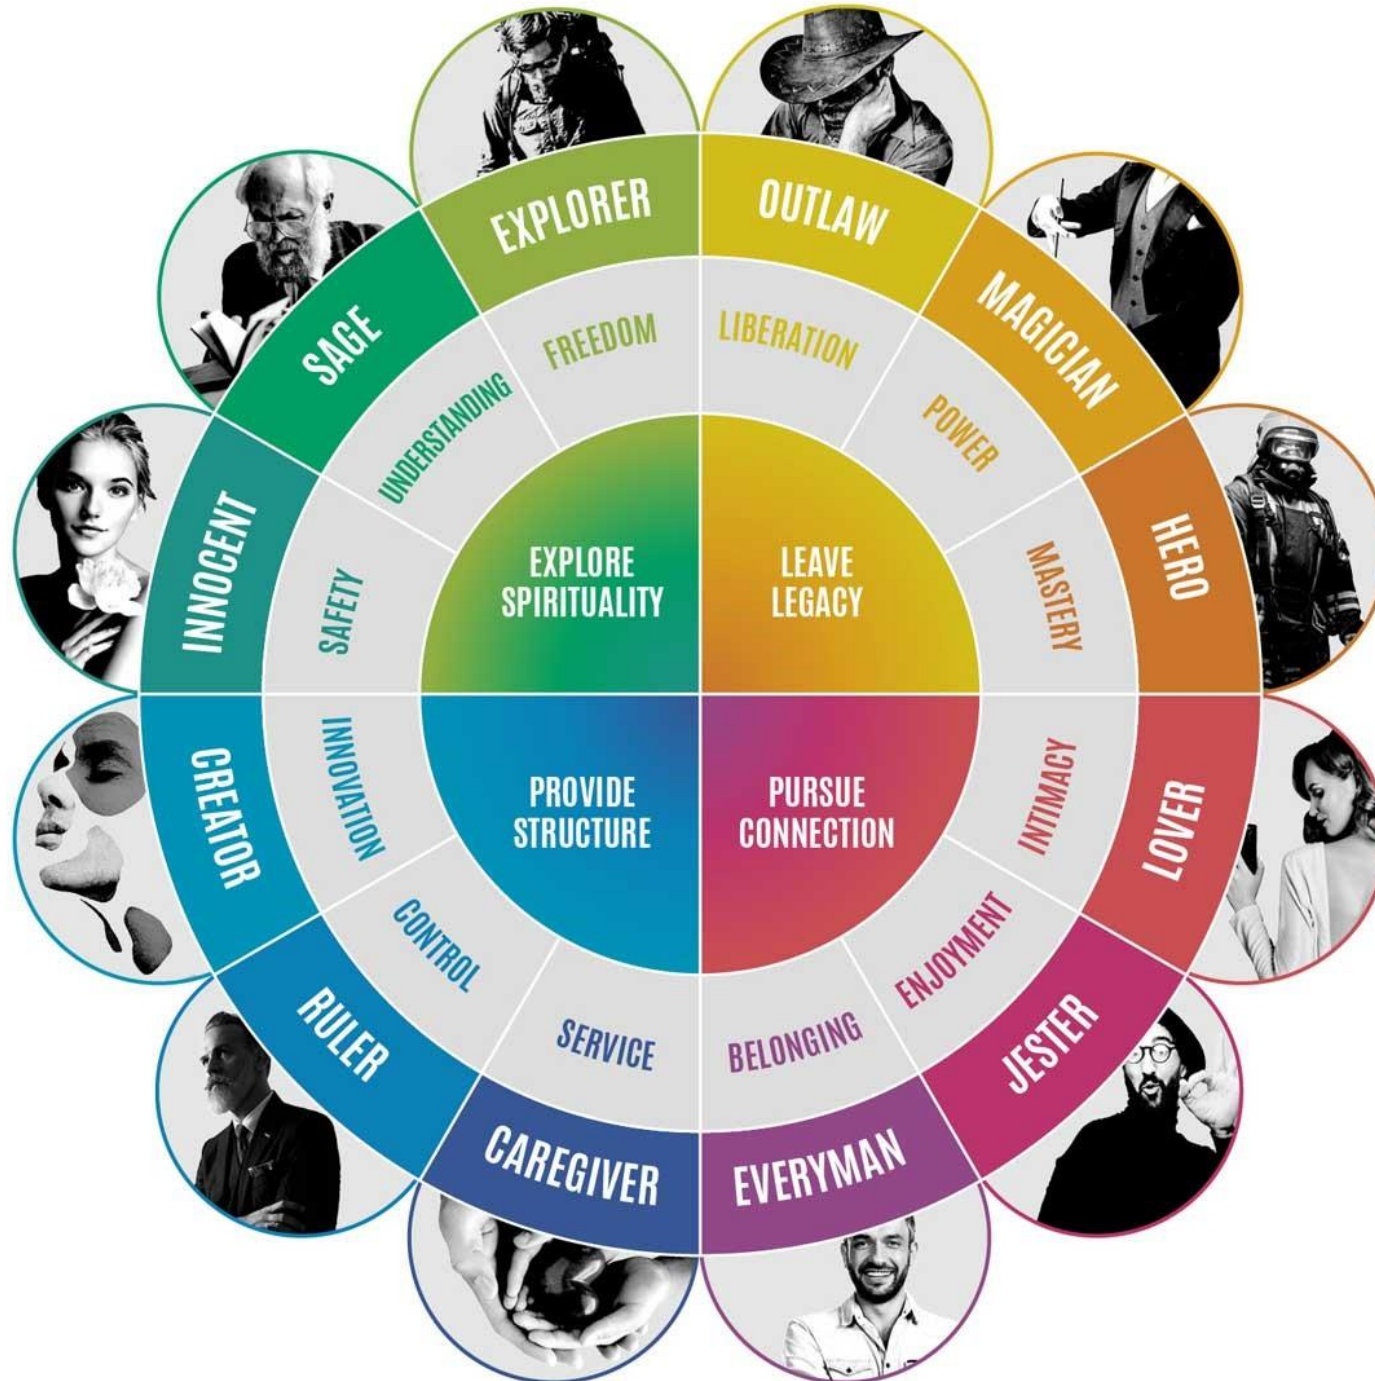 EXPLORER
OUTLAW
MAGICIAN
HERO
LOVER
JESTER
EVERYMAN
CAREGIVER
RULER
CREATOR
INNOCENT
SAGE
FREEDOM
LIBERATION
POWER
MASTERY
INTIMACY
ENJOYMENT
BELONGING
SERVICE
CONTROL
INNOVATION
SAFETY
UNDERSTANDING
EXPLORE
SPIRITUALITY
LEAVE
LEGACY
PROVIDE
STRUCTURE
PURSUE
CONNECTION